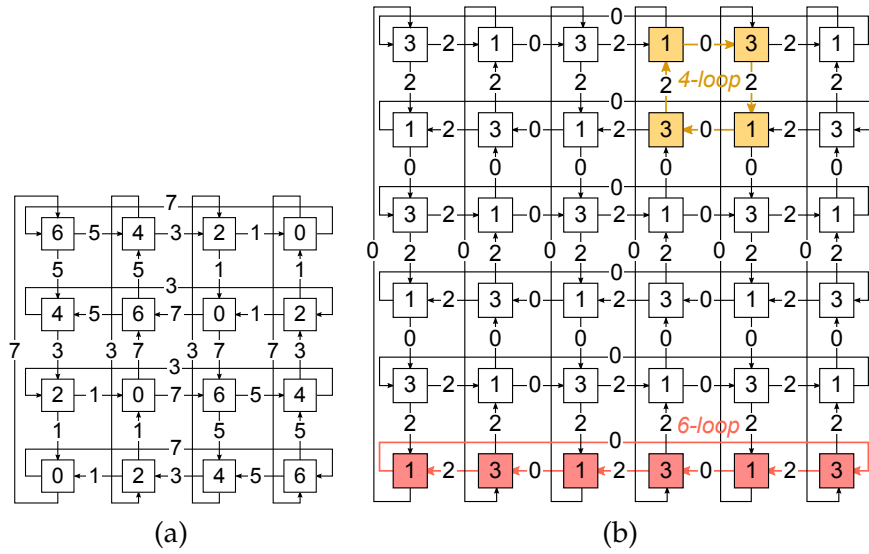 7
6 5 4 3 2 1 0
5 5 1 1
3
4 5 6 7 0 1 2
7 3 3 7 3 7 3 3
3
2 1 0 7 6 5 4
1 1 5 5
7
0 1 2 3 4 5 6
(a)
0
3 2 1 0 3 2 1 0 3 2 1
2 2 2 2 4-loop 2 2
0
1 2 3 0 1 2 3 0 1 2 3
0 0 0 0 0 0
0
3 2 1 0 3 2 1 0 3 2 1
0 2 0 2 0 2 0 2 0 2 0 2
0
1 2 3 0 1 2 3 0 1 2 3
0 0 0 0 0 0
0
3 2 1 0 3 2 1 0 3 2 1
2 2 2 2 6-loop 2 2
0
1 2 3 0 1 2 3 0 1 2 3
(b)